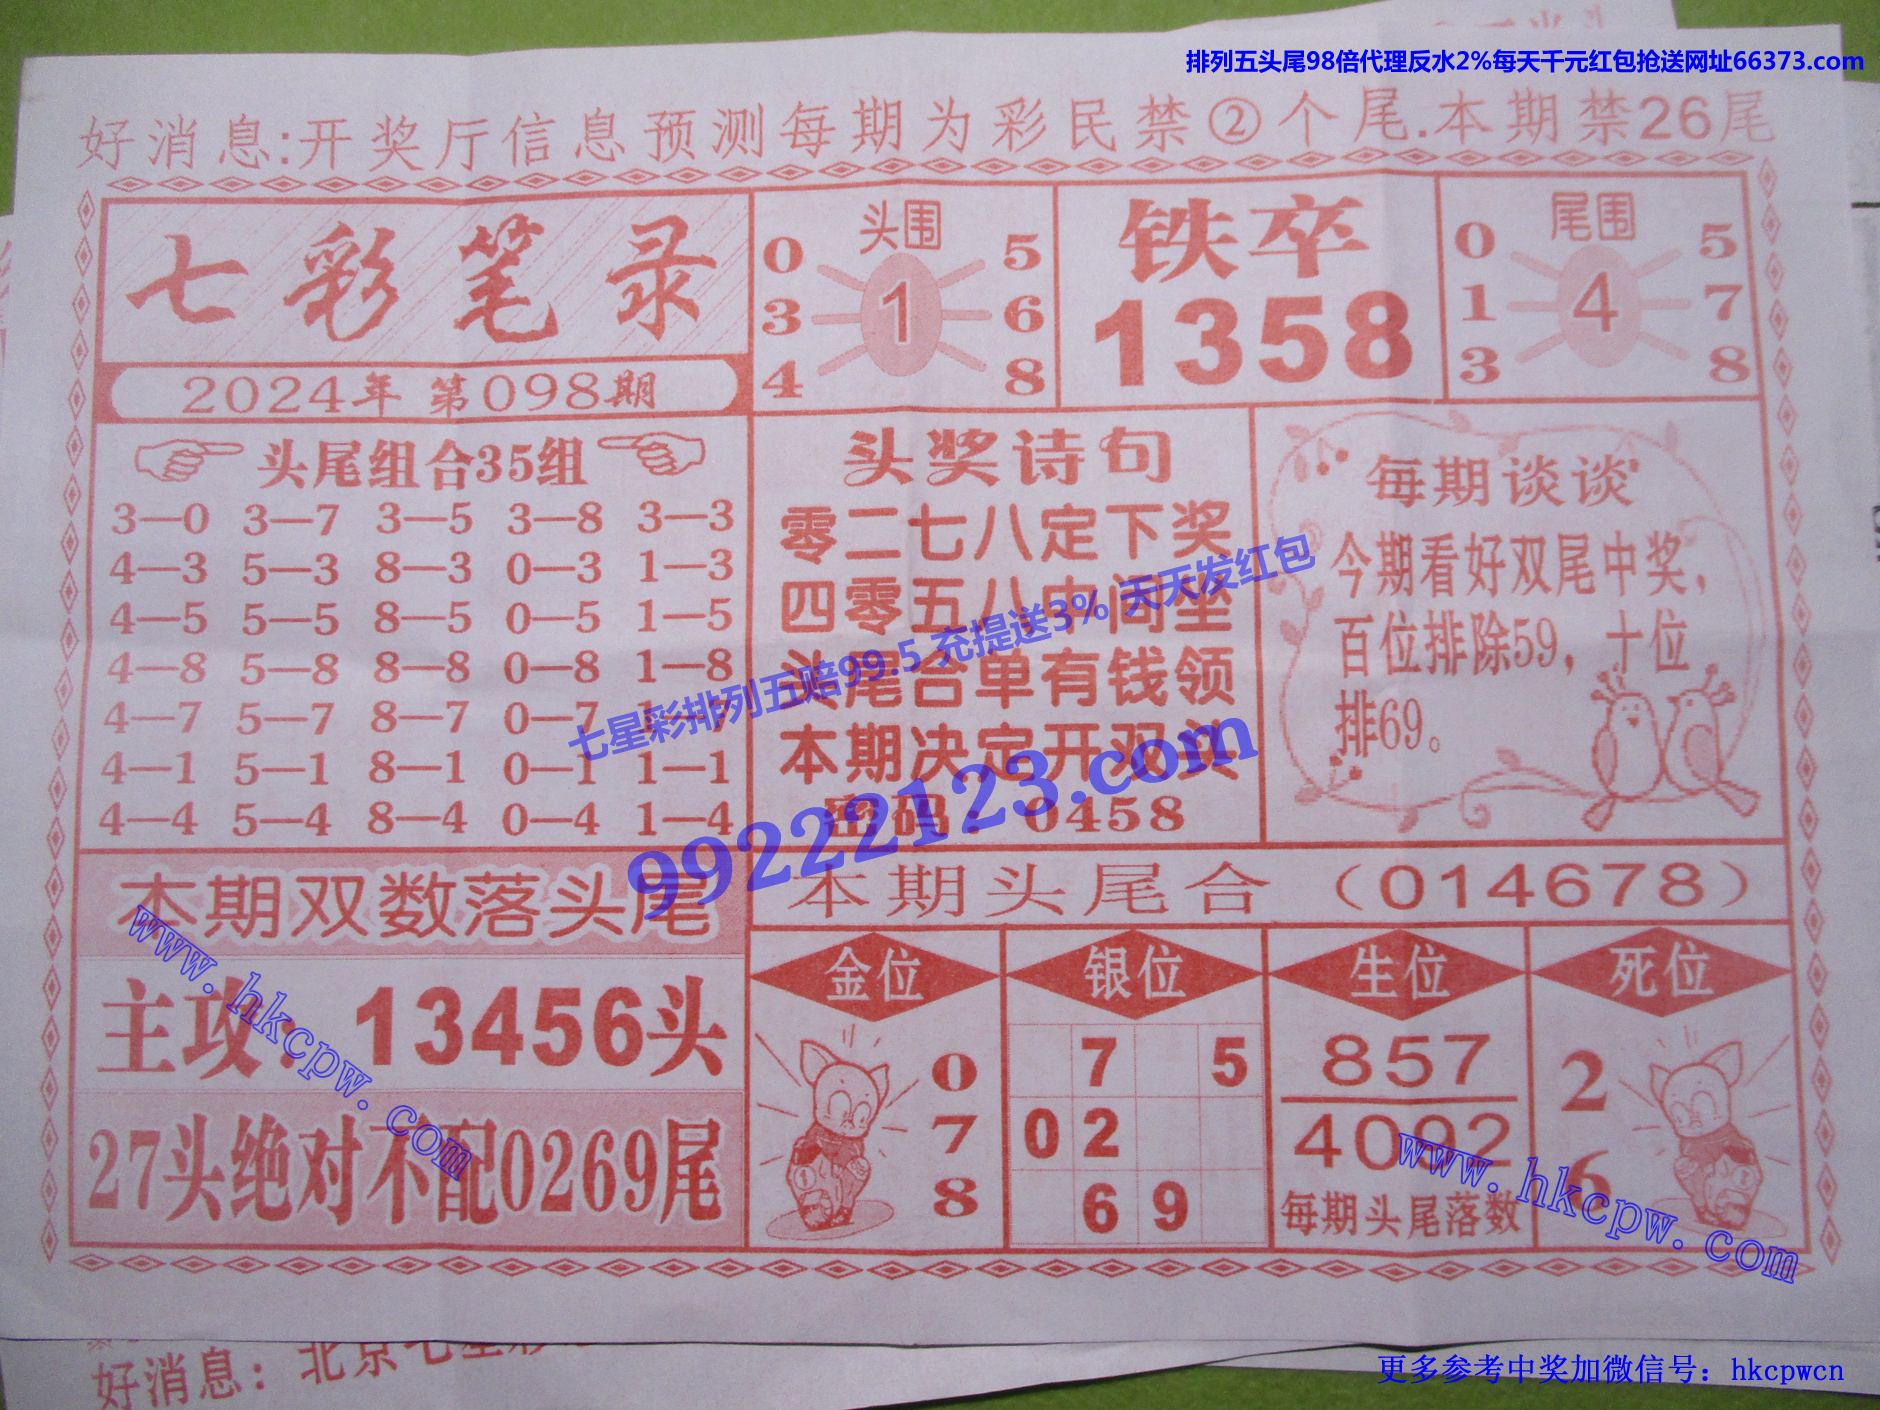 排列五头尾98倍代理反水2%每天千元红包抢送网址66373.com
好消息:开奖厅信息预测每期为彩民禁②个尾.本期禁26尾
七彩笔录
2024年 第098期
头围
0 5
3 1 6
4 8
铁卒
1358
尾围
0 5
1 4 7
3 8
头尾组合35组
3—0 3—7 3—5 3—8 3—3
4—3 5—3 8—3 0—3 1—3
4—5 5—5 8—5 0—5 1—5
4—8 5—8 8—8 0—8 1—8
4—7 5—7 8—7 0—7 1—7
4—1 5—1 8—1 0—1 1—1
4—4 5—4 8—4 0—4 1—4
头奖诗句
零二七八定下奖
四零五八中间坐
头尾合单有钱领
本期决定开双头
密码：0458
每期谈谈
今期看好双尾中奖，
百位排除59，十位
排69。
七星彩排列五赔99.5 充提送3% 天天发红包
99222123.com
本期双数落头尾
主攻：13456头
27头绝对不配0269尾
本期头尾合（014678）
金位
0
7
8
银位
7 5
0 2
6 9
生位
857
4092
每期头尾落数
死位
2
6
www.hkcpw.com
www.hkcpw.com
好消息：北京七星彩
更多参考中奖加微信号：hkcpwcn